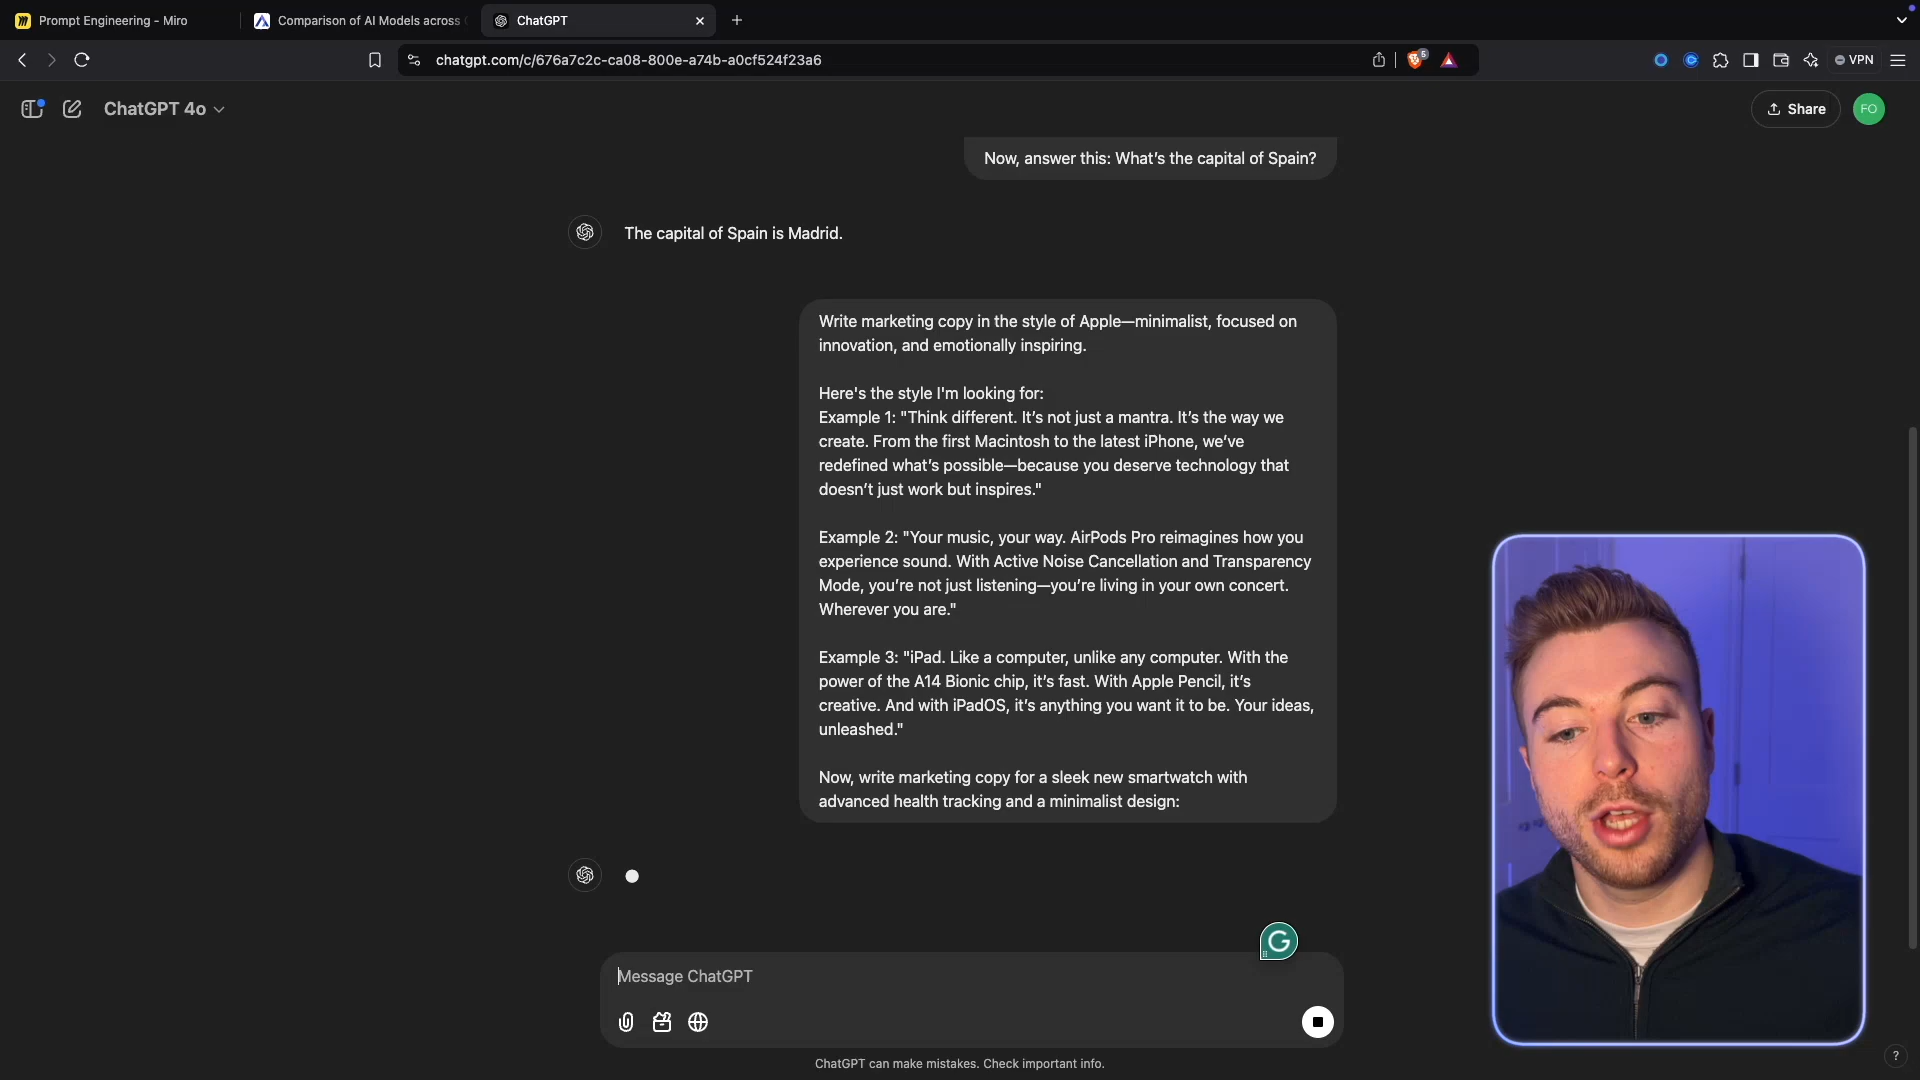 Prompt Engineering - Miro
Comparison of AI Models across
ChatGPT
chatgpt.com/c/676a7c2c-ca08-800e-a74b-a0cf524f23a6
5
VPN
ChatGPT 4o
Share
FO
Now, answer this: What's the capital of Spain?
The capital of Spain is Madrid.
Write marketing copy in the style of Apple—minimalist, focused on
innovation, and emotionally inspiring.
Here's the style I'm looking for:
Example 1: "Think different. It’s not just a mantra. It’s the way we
create. From the first Macintosh to the latest iPhone, we’ve
redefined what’s possible—because you deserve technology that
doesn’t just work but inspires."
Example 2: "Your music, your way. AirPods Pro reimagines how you
experience sound. With Active Noise Cancellation and Transparency
Mode, you’re not just listening—you’re living in your own concert.
Wherever you are."
Example 3: "iPad. Like a computer, unlike any computer. With the
power of the A14 Bionic chip, it’s fast. With Apple Pencil, it’s
creative. And with iPadOS, it’s anything you want it to be. Your ideas,
unleashed."
Now, write marketing copy for a sleek new smartwatch with
advanced health tracking and a minimalist design:
G
Message ChatGPT
ChatGPT can make mistakes. Check important info.
?